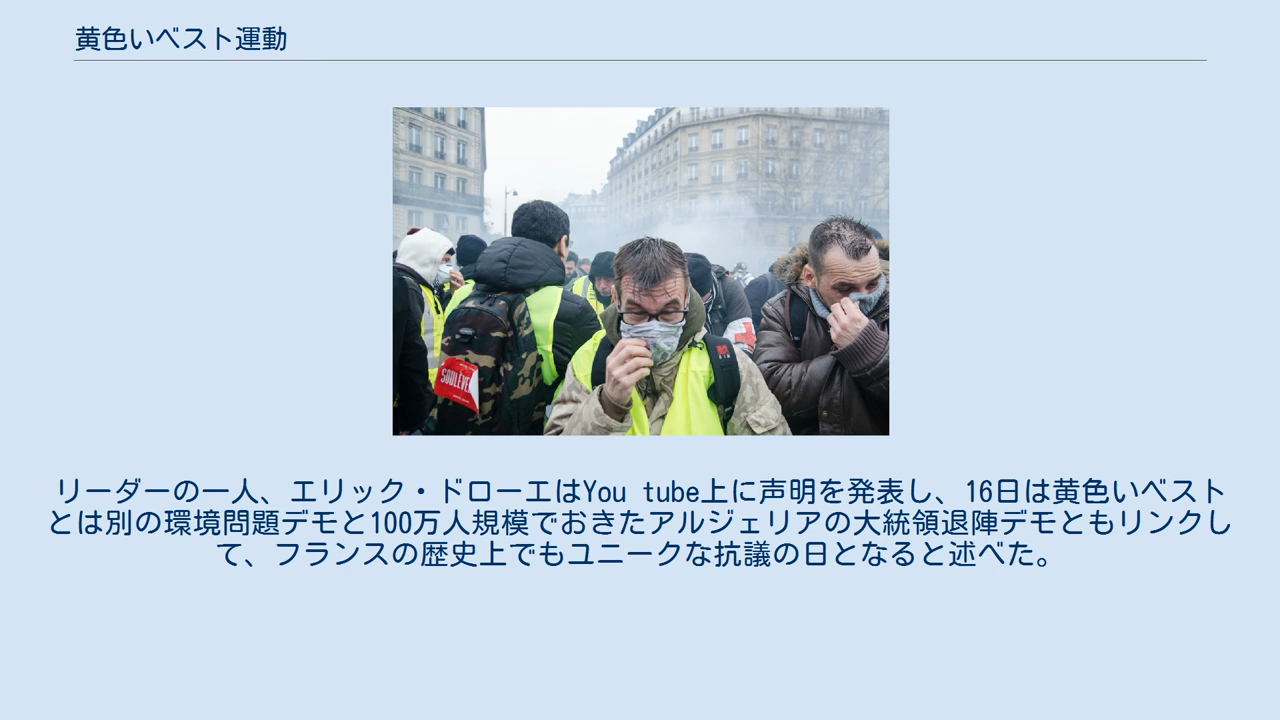 黄色いベスト運動
SOULÈVE
リーダーの一人、エリック・ドローエはYou tube上に声明を発表し、16日は黄色いベスト
とは別の環境問題デモと100万人規模でおきたアルジェリアの大統領退陣デモともリンクし
て、フランスの歴史上でもユニークな抗議の日となると述べた。